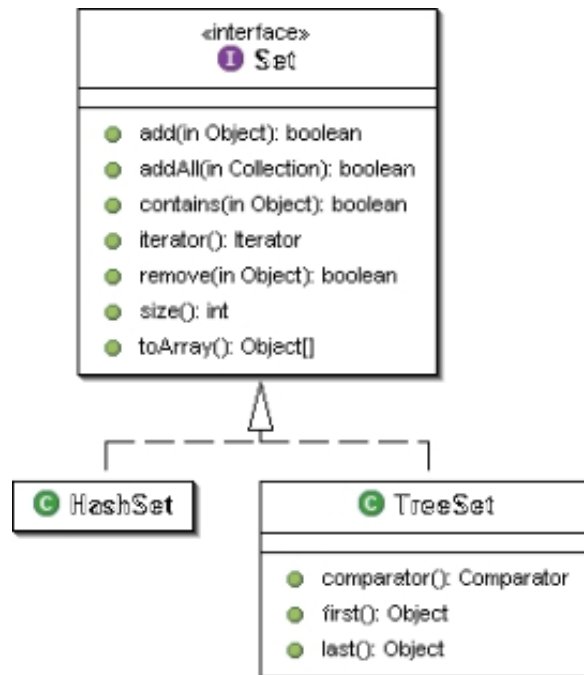 «interface»
I Set
add(in Object): boolean
addAll(in Collection): boolean
contains(in Object): boolean
iterator(): Iterator
remove(in Object): boolean
size(): int
toArray(): Object[]
C HashSet
C TreeSet
comparator(): Comparator
first(): Object
last(): Object